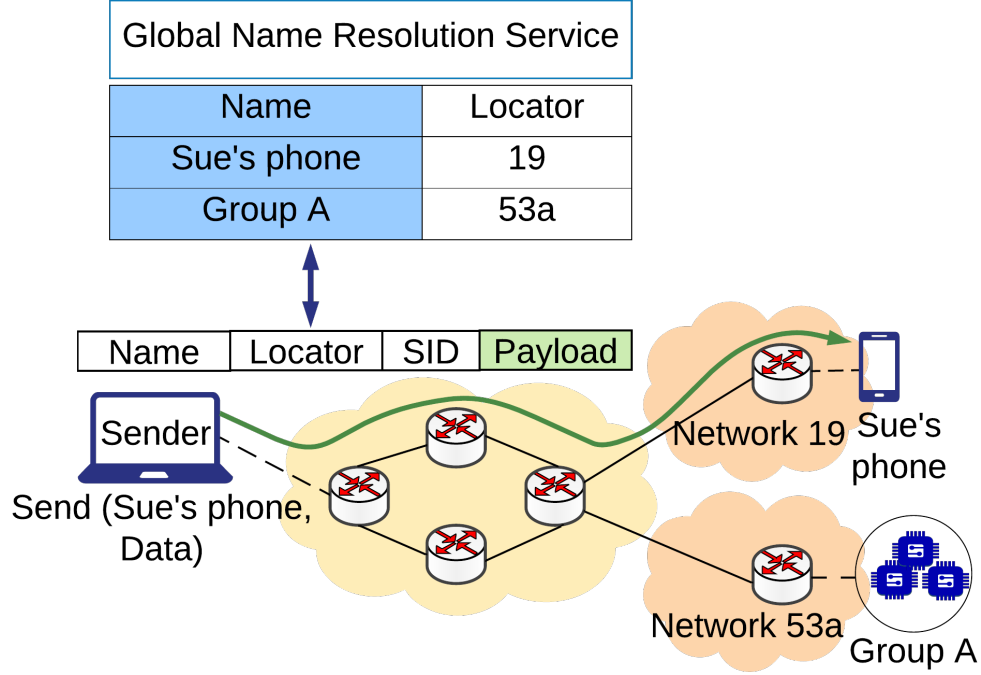 Global Name Resolution Service
Name Locator
Sue's phone 19
Group A 53a
Name Locator SID Payload
Sender
Send (Sue's phone,
Data)
Network 19
Sue's
phone
Network 53a
Group A